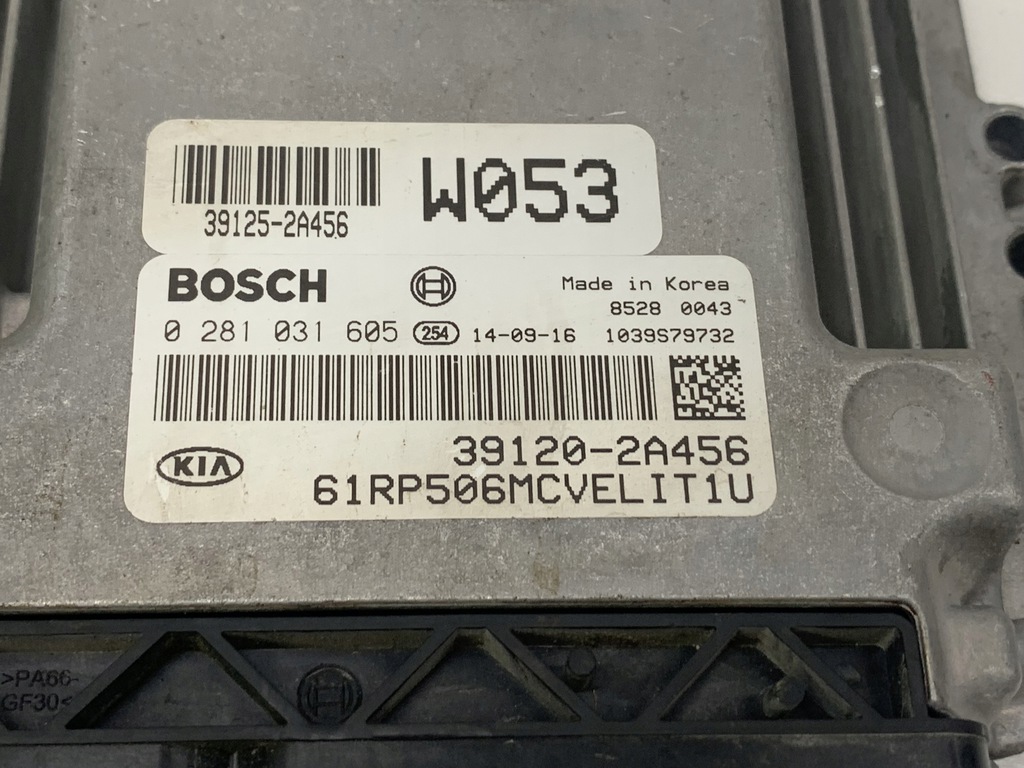 W053
39125-2A456
BOSCH
Made in Korea
8528 0043
0 281 031 605 254 14-09-16 1039S79732
39120-2A456
KIA
61RP506MCVELIT1U
>PA66-
GF30<